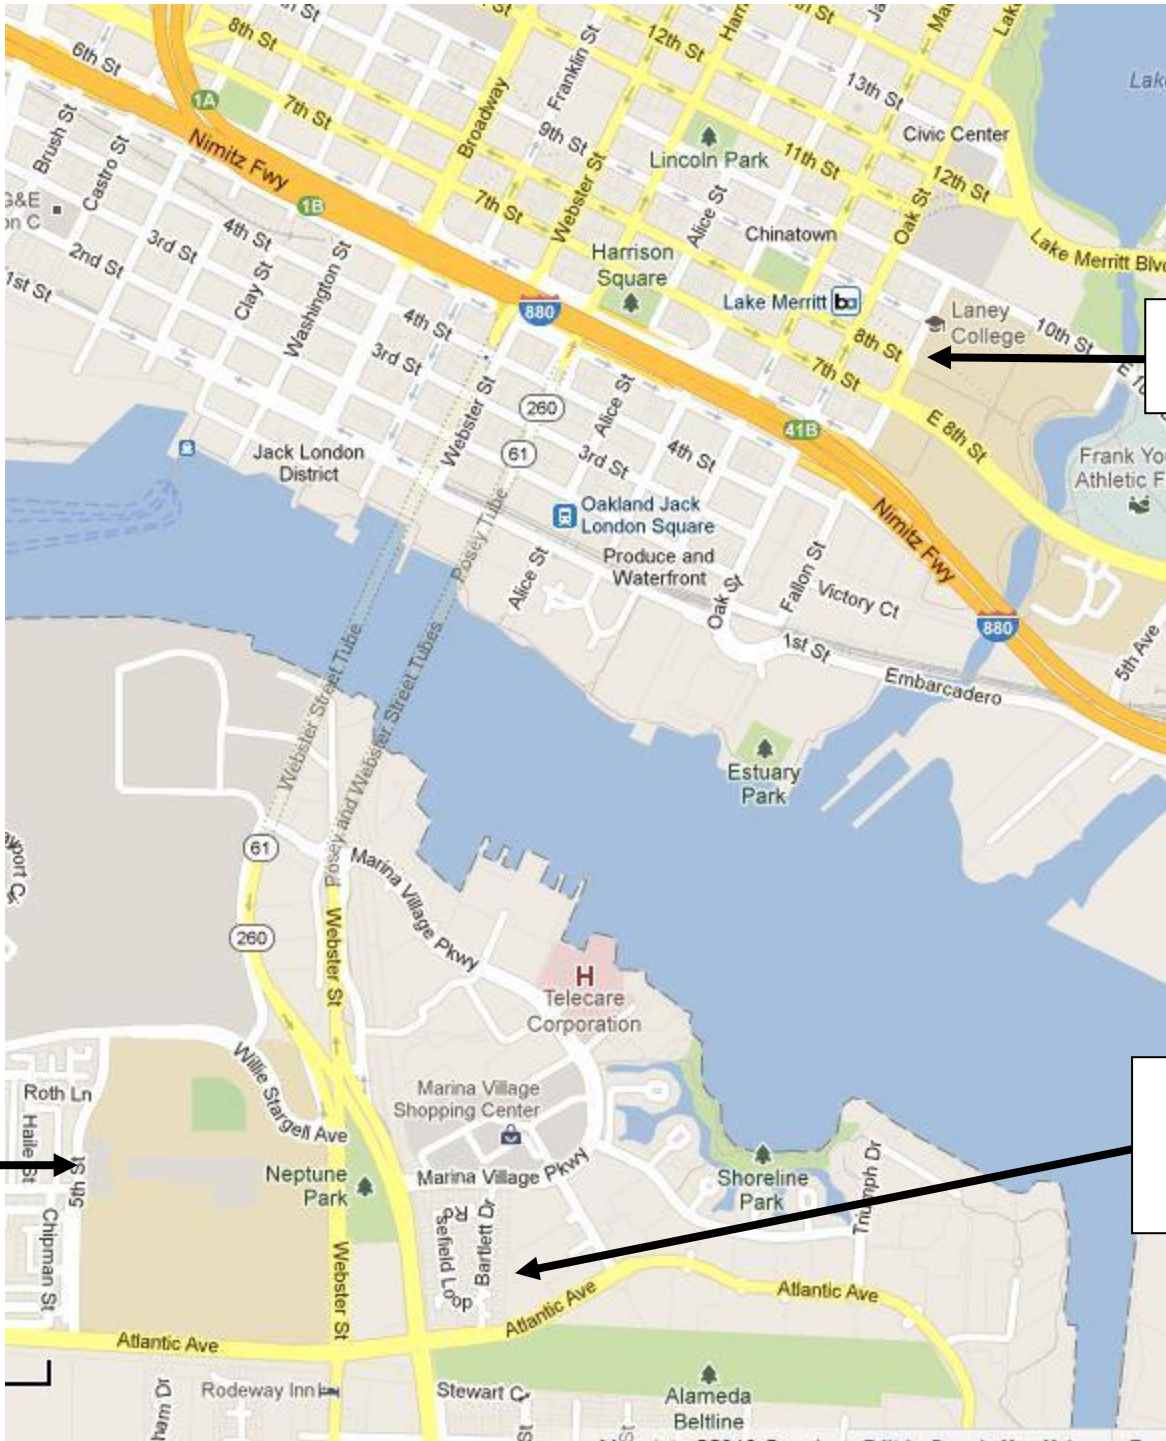 8th St
6th St
7th St
1A
Nimitz Fwy
1B
Brush St
Castro St
4th St
3rd St
2nd St
1st St
Clay St
Washington St
Broadway
Franklin St
12th St
13th St
9th St
Lincoln Park
11th St
Civic Center
12th St
Webster St
7th St
Alice St
Oak St
Chinatown
Lake Merritt Blvd
Harrison
Square
Lake Merritt
Laney
College
10th St
880
4th St
3rd St
8th St
7th St
260
Alice St
E 8th St
Webster St
61
3rd St
4th St
41B
Jack London
District
Oakland Jack
London Square
Posey Tube
Produce and
Waterfront
Nimitz Fwy
Athletic F
Alice St
Oak St
Fallon St
Victory Ct
880
1st St
Embarcadero
5th Ave
Webster Street Tube
Posey and Webster Street Tubes
Estuary
Park
61
260
Marina Village Pkwy
Webster St
H
Telecare
Corporation
Roth Ln
Haile St
5th St
Chipman St
Willie Stargell Ave
Marina Village
Shopping Center
Neptune
Park
Marina Village Pkwy
Shoreline
Park
Triumph Dr
Rosefield Loop
Bartlett Dr
Webster St
Atlantic Ave
Atlantic Ave
Atlantic Ave
Rodeway Inn
Stewart C
Alameda
Beltline
ham Dr
St
St